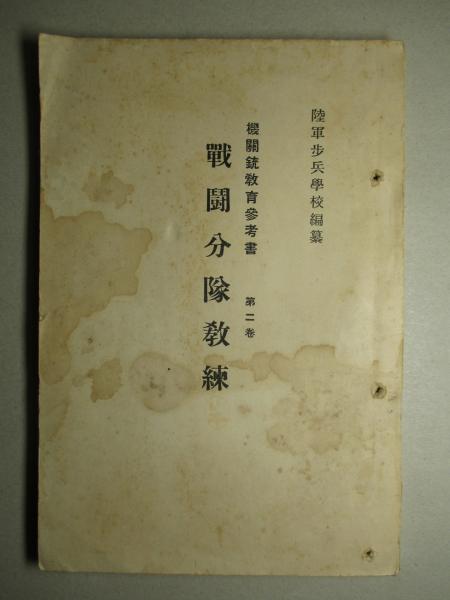 陸軍步兵學校編纂
機關銃敎育參考書 第二卷
戰鬪分隊敎練